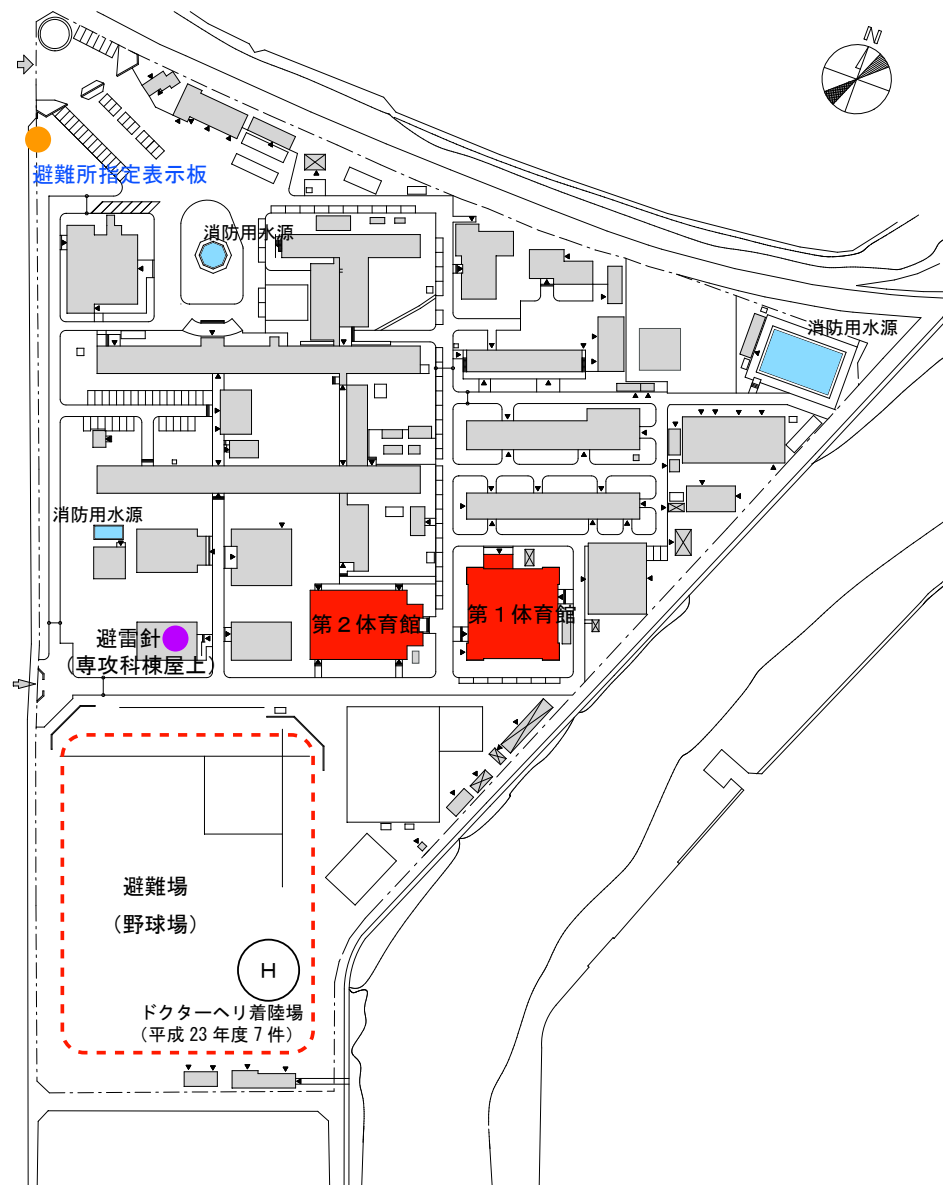 N
避難所指定表示板
消防用水源
消防用水源
消防用水源
第２体育館
第１体育館
避雷針
（専攻科棟屋上）
避難場
（野球場）
H
ドクターヘリ着陸場
（平成 23 年度 7 件）